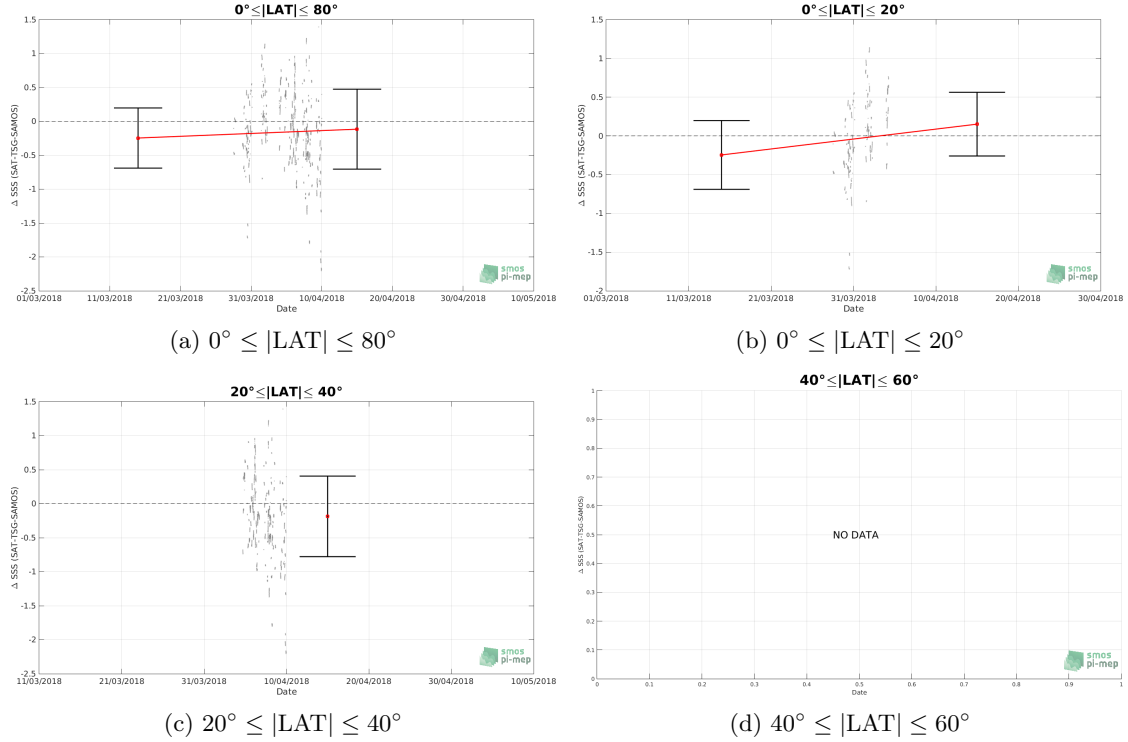 0°≤|LAT|≤ 80°
Δ SSS (SAT-TSG-SAMOS)
1.5
1
0.5
0
-0.5
-1
-1.5
-2
-2.5
01/03/2018 11/03/2018 21/03/2018 31/03/2018 10/04/2018 20/04/2018 30/04/2018 10/05/2018
Date
smos
pi-mep
(a) 0° ≤ |LAT| ≤ 80°
0°≤|LAT|≤ 20°
Δ SSS (SAT-TSG-SAMOS)
1.5
1
0.5
0
-0.5
-1
-1.5
-2
01/03/2018 11/03/2018 21/03/2018 31/03/2018 10/04/2018 20/04/2018 30/04/2018
Date
smos
pi-mep
(b) 0° ≤ |LAT| ≤ 20°
20°≤|LAT|≤ 40°
Δ SSS (SAT-TSG-SAMOS)
1.5
1
0.5
0
-0.5
-1
-1.5
-2
-2.5
11/03/2018 21/03/2018 31/03/2018 10/04/2018 20/04/2018 30/04/2018 10/05/2018
Date
smos
pi-mep
(c) 20° ≤ |LAT| ≤ 40°
40°≤|LAT|≤ 60°
Δ SSS (SAT-TSG-SAMOS)
1
0.9
0.8
0.7
0.6
0.5
0.4
0.3
0.2
0.1
0
NO DATA
0 0.1 0.2 0.3 0.4 0.5 0.6 0.7 0.8 0.9 1
Date
smos
pi-mep
(d) 40° ≤ |LAT| ≤ 60°